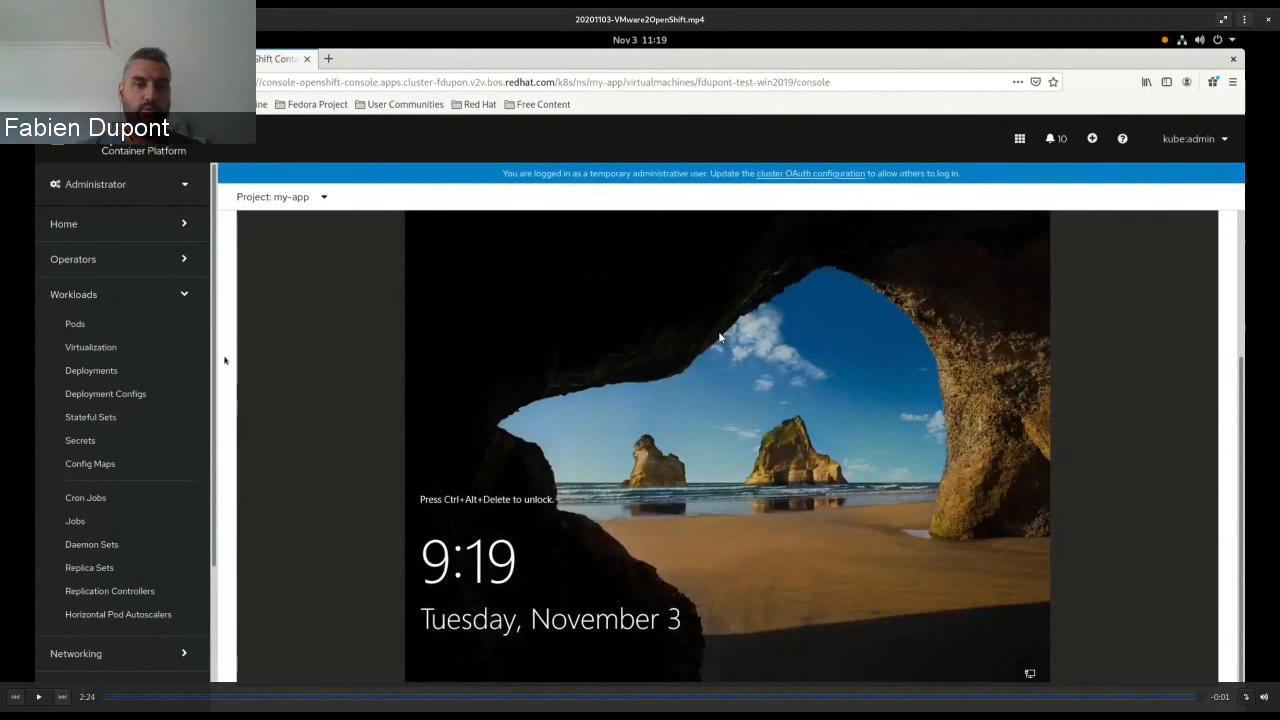 20201103-VMware2OpenShift.mp4
Nov 3 11:19
Shift Conta
//console-openshift-console.apps.cluster-fdupon.v2v.bos.redhat.com/k8s/ns/my-app/virtualmachines/fdupont-test-win2019/console
ine Fedora Project User Communities Red Hat Free Content
Fabien Dupont
Container Platform
10
kube:admin
You are logged in as a temporary administrative user. Update the cluster OAuth configuration to allow others to log in.
Administrator
Project: my-app
Home
Operators
Workloads
Pods
Virtualization
Deployments
Deployment Configs
Stateful Sets
Secrets
Config Maps
Cron Jobs
Jobs
Daemon Sets
Replica Sets
Replication Controllers
Horizontal Pod Autoscalers
Networking
Press Ctrl+Alt+Delete to unlock.
9:19
Tuesday, November 3
2:24
-0:01